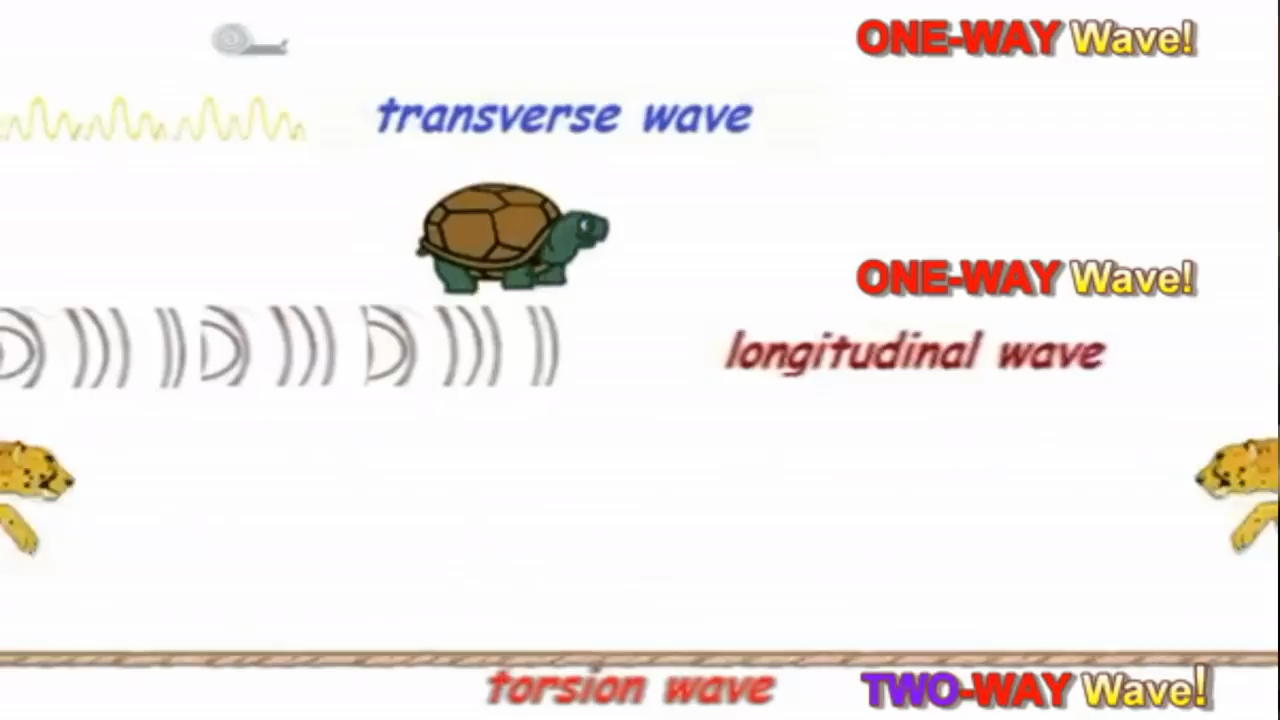 ONE-WAY Wave!
transverse wave
ONE-WAY Wave!
longitudinal wave
torsion wave
TWO-WAY Wave!